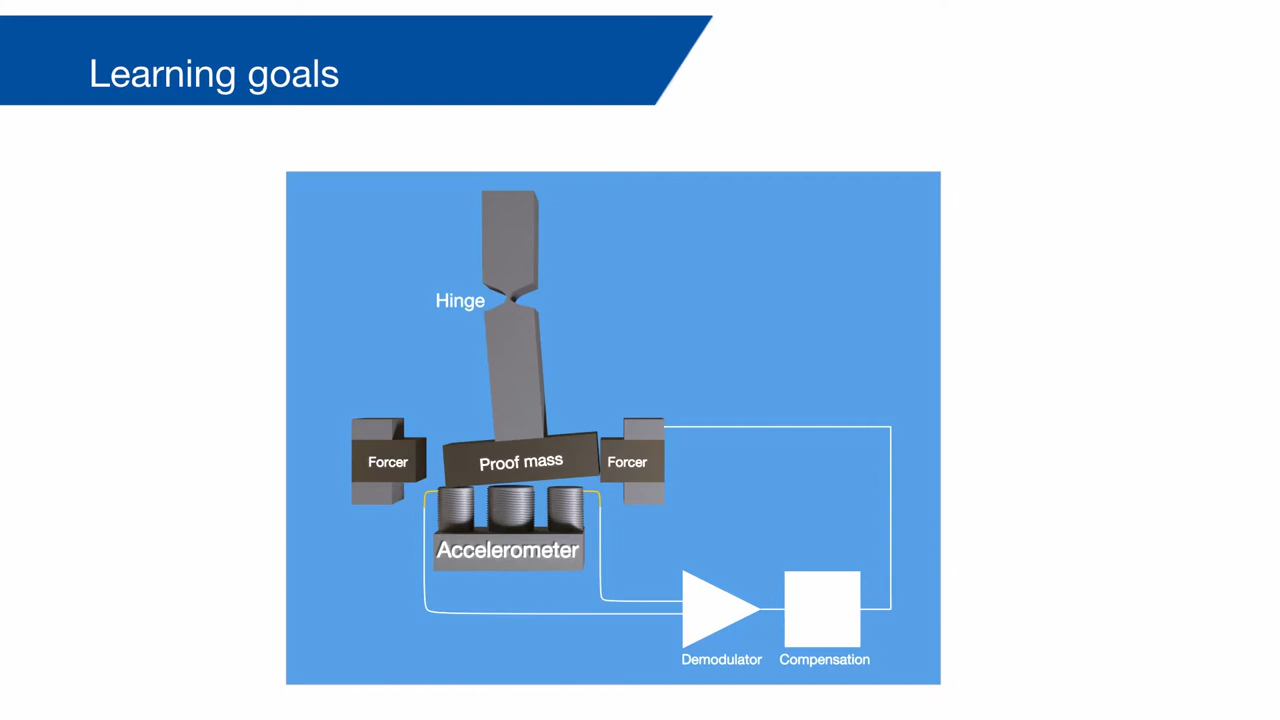 Learning goals
Hinge
Forcer
Proof mass
Forcer
Accelerometer
Demodulator
Compensation